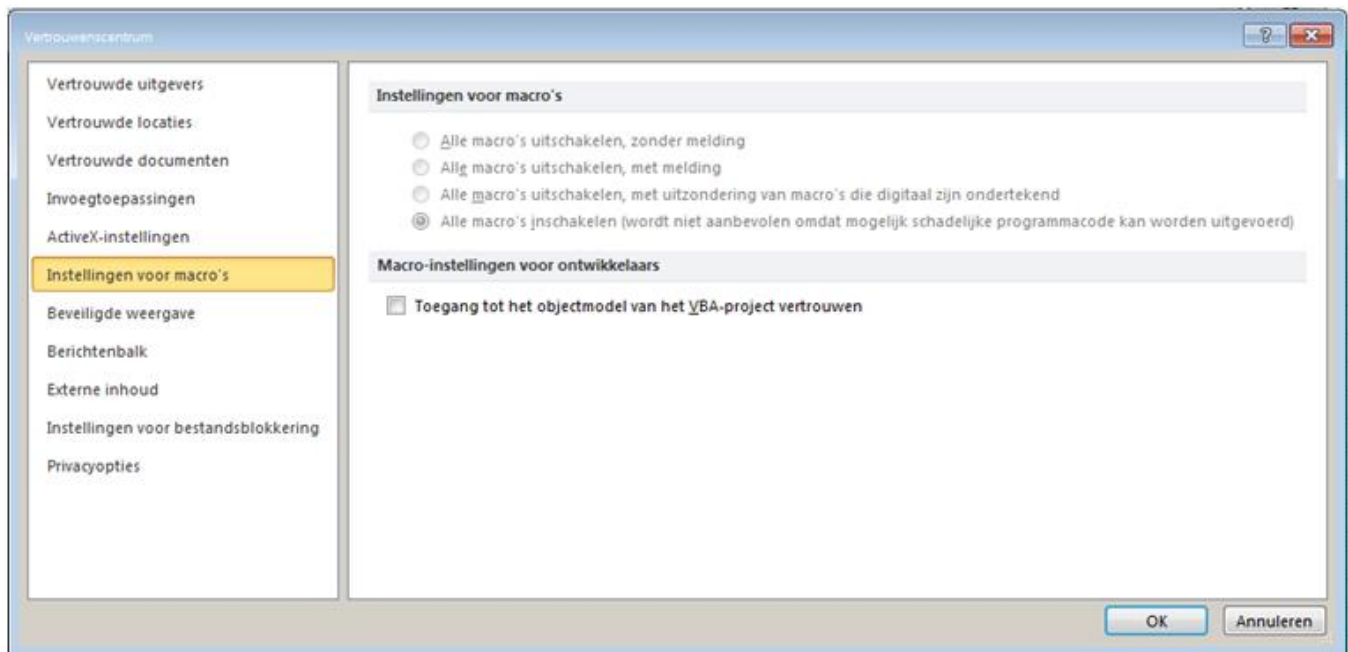 Vertrouwenscentrum
Vertrouwde uitgevers
Vertrouwde locaties
Vertrouwde documenten
Invoegtoepassingen
ActiveX-instellingen
Instellingen voor macro's
Beveiligde weergave
Berichtenbalk
Externe inhoud
Instellingen voor bestandsblokkering
Privacyopties
Instellingen voor macro's
Alle macro's uitschakelen, zonder melding
Alle macro's uitschakelen, met melding
Alle macro's uitschakelen, met uitzondering van macro's die digitaal zijn ondertekend
Alle macro's inschakelen (wordt niet aanbevolen omdat mogelijk schadelijke programmacode kan worden uitgevoerd)
Macro-instellingen voor ontwikkelaars
Toegang tot het objectmodel van het VBA-project vertrouwen
OK
Annuleren